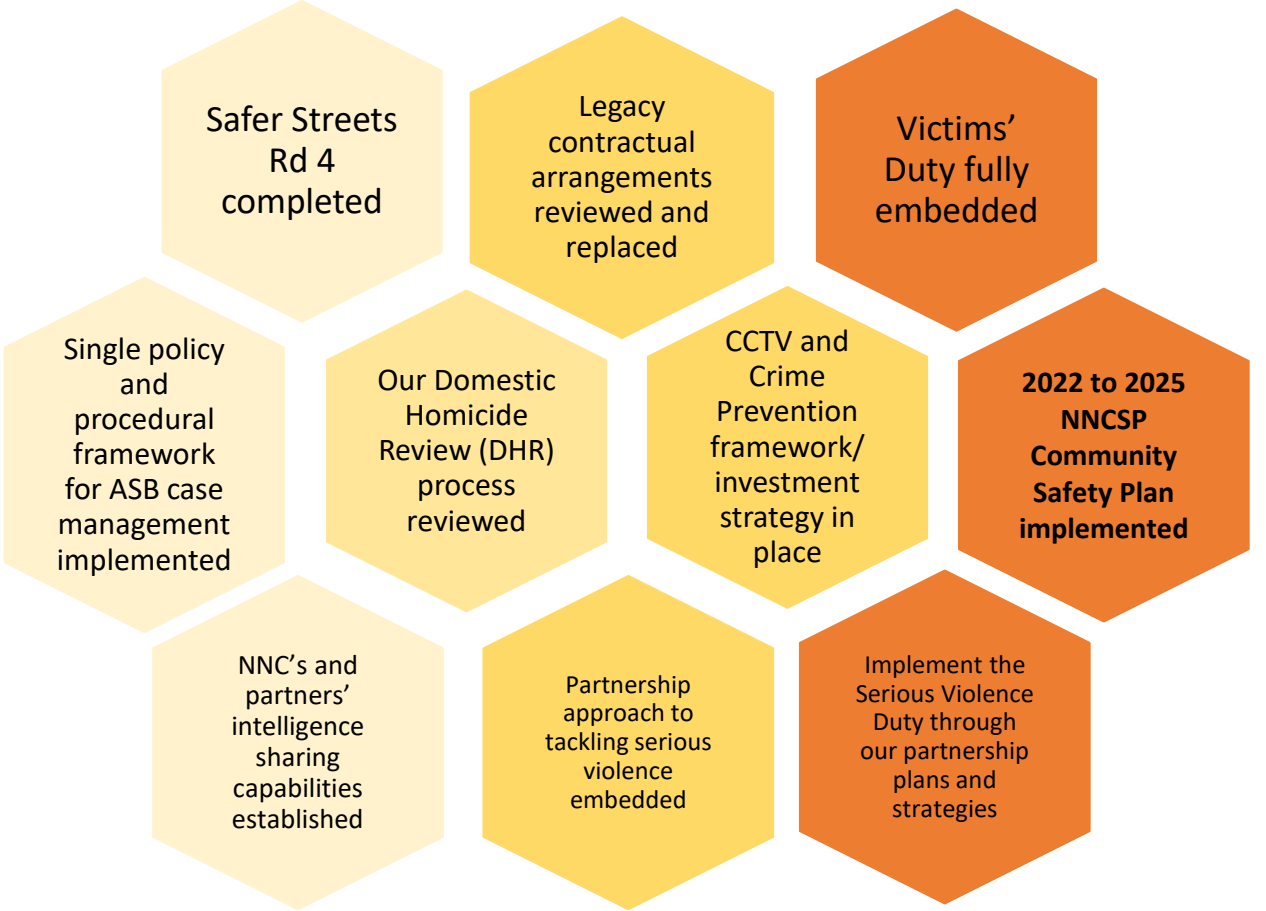 Safer Streets
Rd 4
completed
Legacy
contractual
arrangements
reviewed and
replaced
Victims’
Duty fully
embedded
Single policy
and
procedural
framework
for ASB case
management
implemented
Our Domestic
Homicide
Review (DHR)
process
reviewed
CCTV and
Crime
Prevention
framework/
investment
strategy in
place
2022 to 2025
NNCSP
Community
Safety Plan
implemented
NNC’s and
partners’
intelligence
sharing
capabilities
established
Partnership
approach to
tackling serious
violence
embedded
Implement the
Serious Violence
Duty through
our partnership
plans and
strategies